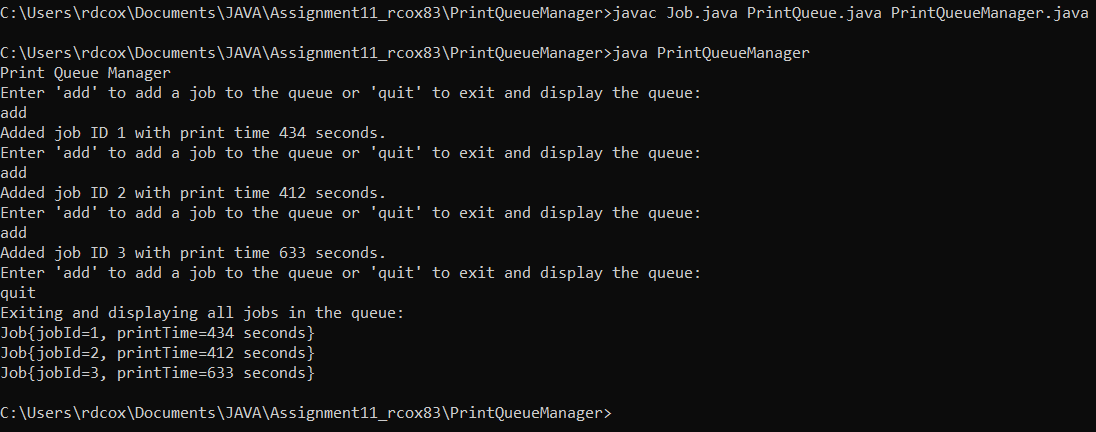 C:\Users\rdcox\Documents\JAVA\Assignment11_rcox83\PrintQueueManager>javac Job.java PrintQueue.java PrintQueueManager.java
C:\Users\rdcox\Documents\JAVA\Assignment11_rcox83\PrintQueueManager>java PrintQueueManager
Print Queue Manager
Enter 'add' to add a job to the queue or 'quit' to exit and display the queue:
add
Added job ID 1 with print time 434 seconds.
Enter 'add' to add a job to the queue or 'quit' to exit and display the queue:
add
Added job ID 2 with print time 412 seconds.
Enter 'add' to add a job to the queue or 'quit' to exit and display the queue:
add
Added job ID 3 with print time 633 seconds.
Enter 'add' to add a job to the queue or 'quit' to exit and display the queue:
quit
Exiting and displaying all jobs in the queue:
Job{jobId=1, printTime=434 seconds}
Job{jobId=2, printTime=412 seconds}
Job{jobId=3, printTime=633 seconds}
C:\Users\rdcox\Documents\JAVA\Assignment11_rcox83\PrintQueueManager>